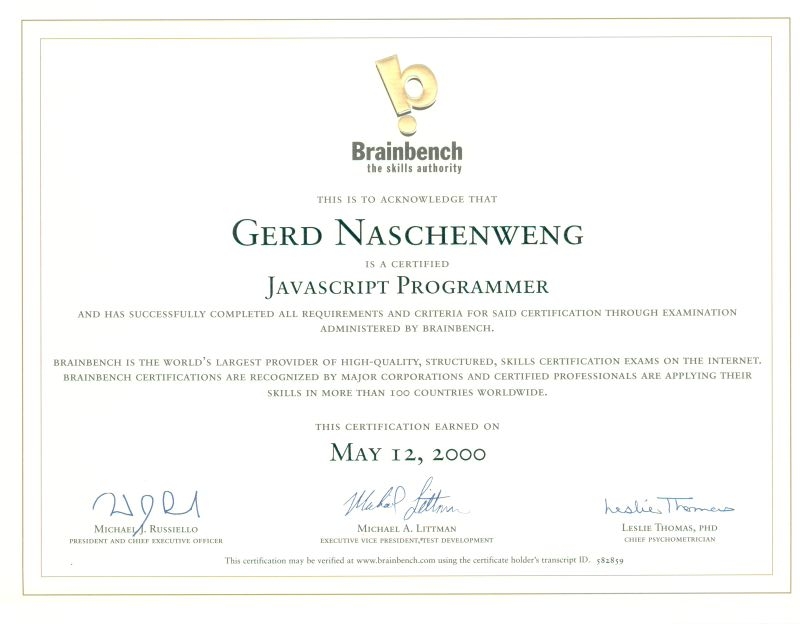 Brainbench
the skills authority
THIS IS TO ACKNOWLEDGE THAT
GERD NASCHENWENG
IS A CERTIFIED
JAVASCRIPT PROGRAMMER
AND HAS SUCCESSFULLY COMPLETED ALL REQUIREMENTS AND CRITERIA FOR SAID CERTIFICATION THROUGH EXAMINATION
ADMINISTERED BY BRAINBENCH.
BRAINBENCH IS THE WORLD'S LARGEST PROVIDER OF HIGH-QUALITY, STRUCTURED, SKILLS CERTIFICATION EXAMS ON THE INTERNET.
BRAINBENCH CERTIFICATIONS ARE RECOGNIZED BY MAJOR CORPORATIONS AND CERTIFIED PROFESSIONALS ARE APPLYING THEIR
SKILLS IN MORE THAN 100 COUNTRIES WORLDWIDE.
THIS CERTIFICATION EARNED ON
MAY 12, 2000
Michael Littman
Leslie Thomas
MICHAEL J. RUSSIELLO
PRESIDENT AND CHIEF EXECUTIVE OFFICER
MICHAEL A. LITTMAN
EXECUTIVE VICE PRESIDENT, TEST DEVELOPMENT
LESLIE THOMAS, PHD
CHIEF PSYCHOMETRICIAN
This certification may be verified at www.brainbench.com using the certificate holder's transcript ID. 582859